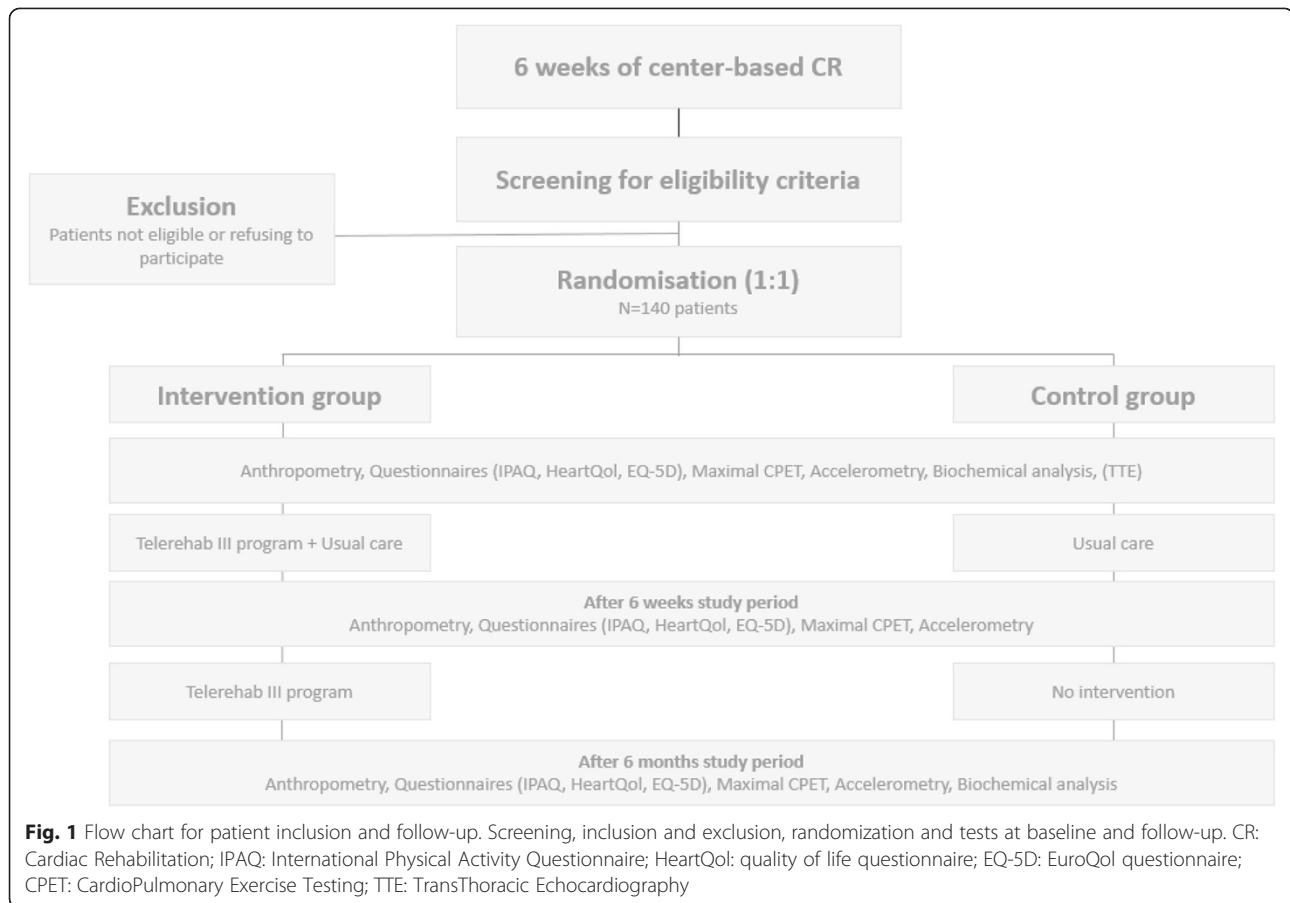 6 weeks of center-based CR
Screening for eligibility criteria
Exclusion
Patients not eligible or refusing to
participate
Randomisation (1:1)
N=140 patients
Intervention group
Control group
Anthropometry, Questionnaires (IPAQ, HeartQol, EQ-5D), Maximal CPET, Accelerometry, Biochemical analysis, (TTE)
Telerehab III program + Usual care
Usual care
After 6 weeks study period
Anthropometry, Questionnaires (IPAQ, HeartQol, EQ-5D), Maximal CPET, Accelerometry
Telerehab III program
No intervention
After 6 months study period
Anthropometry, Questionnaires (IPAQ, HeartQol, EQ-5D), Maximal CPET, Accelerometry, Biochemical analysis
Fig. 1 Flow chart for patient inclusion and follow-up. Screening, inclusion and exclusion, randomization and tests at baseline and follow-up. CR:
Cardiac Rehabilitation; IPAQ: International Physical Activity Questionnaire; HeartQol: quality of life questionnaire; EQ-5D: EuroQol questionnaire;
CPET: CardioPulmonary Exercise Testing; TTE: TransThoracic Echocardiography